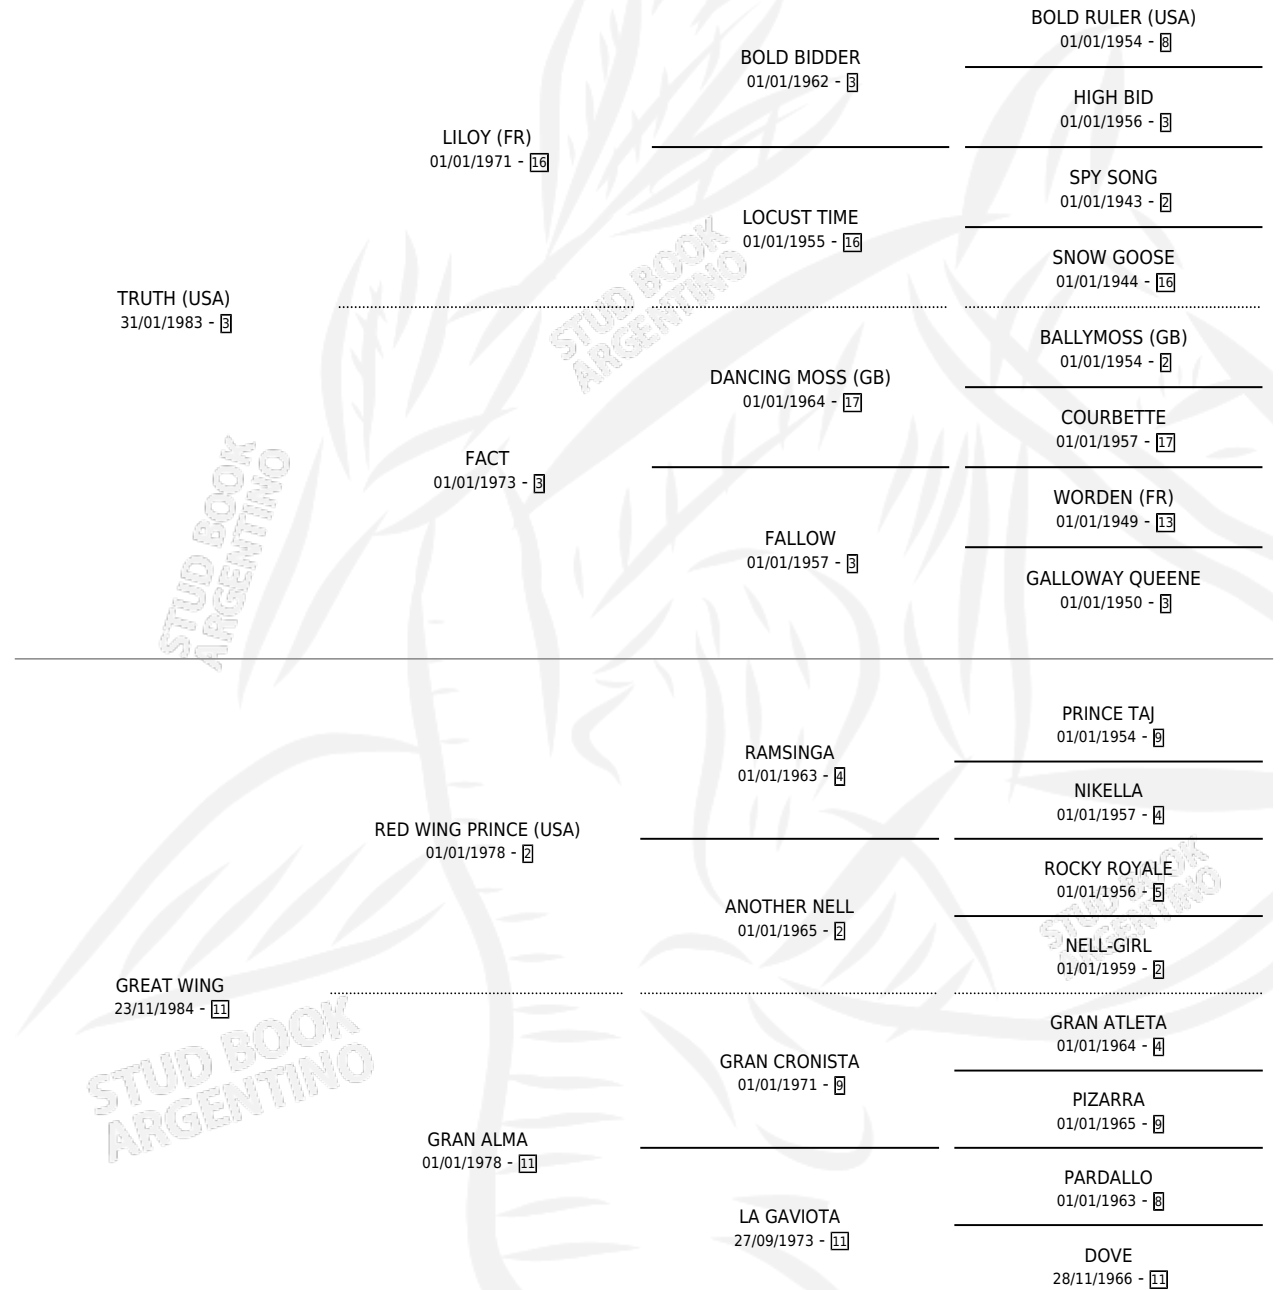 BOLD RULER (USA)
01/01/1954 - 8
BOLD BIDDER
01/01/1962 - 3
HIGH BID
01/01/1956 - 3
LILOY (FR)
01/01/1971 - 16
SPY SONG
01/01/1943 - 2
LOCUST TIME
01/01/1955 - 16
SNOW GOOSE
01/01/1944 - 16
TRUTH (USA)
31/01/1983 - 3
STUD BOOK
ARGENTINO
BALLYMOSS (GB)
01/01/1954 - 2
DANCING MOSS (GB)
01/01/1964 - 17
COURBETTE
01/01/1957 - 17
FACT
01/01/1973 - 3
WORDEN (FR)
01/01/1949 - 13
FALLOW
01/01/1957 - 3
GALLOWAY QUEENE
01/01/1950 - 3
STUD BOOK
ARGENTINO
PRINCE TAJ
01/01/1954 - 9
RAMSINGA
01/01/1963 - 4
NIKELLA
01/01/1957 - 4
RED WING PRINCE (USA)
01/01/1978 - 2
ROCKY ROYALE
01/01/1956 - 5
ANOTHER NELL
01/01/1965 - 2
STUD BOOK
ARGENTINO
NELL-GIRL
01/01/1959 - 2
GREAT WING
23/11/1984 - 11
STUD BOOK
ARGENTINO
GRAN ATLETA
01/01/1964 - 4
GRAN CRONISTA
01/01/1971 - 9
PIZARRA
01/01/1965 - 9
GRAN ALMA
01/01/1978 - 11
PARDALLO
01/01/1963 - 8
LA GAVIOTA
27/09/1973 - 11
DOVE
28/11/1966 - 11